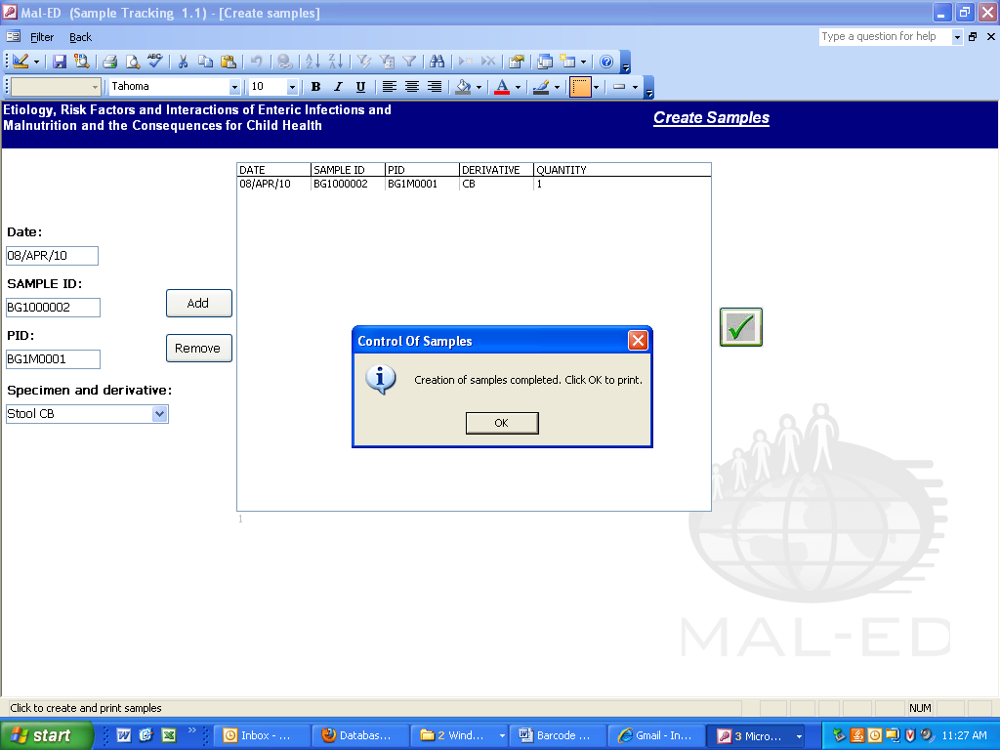 Mal-ED (Sample Tracking 1.1) - [Create samples]
Filter Back
Type a question for help
Tahoma 10 B I U
Etiology, Risk Factors and Interactions of Enteric Infections and
Malnutrition and the Consequences for Child Health
Create Samples
DATE SAMPLE ID PID DERIVATIVE QUANTITY
08/APR/10 BG1000002 BG1M0001 CB 1
Date:
08/APR/10
SAMPLE ID:
BG1000002
Add
PID:
BG1M0001
Remove
Specimen and derivative:
Stool CB
Control Of Samples
Creation of samples completed. Click OK to print.
OK
1
MAL-ED
Click to create and print samples
NUM
start
Inbox - ...
Databas...
2 Wind...
Barcode ...
Gmail - In...
3 Micro...
11:27 AM